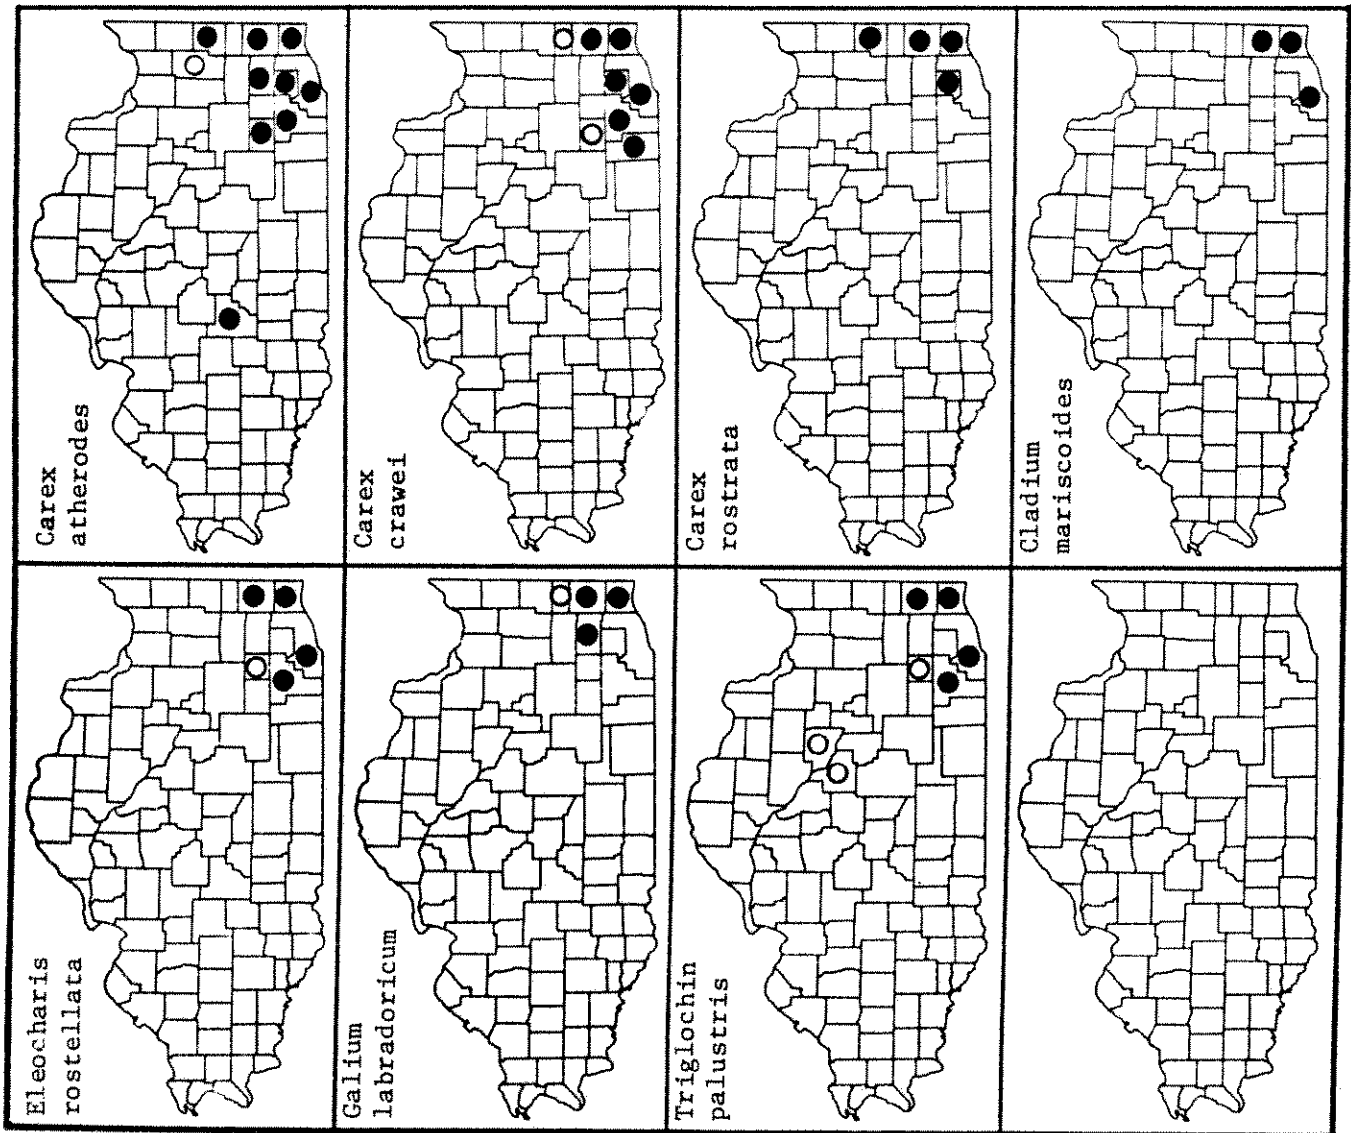 Carex
atherodes
Carex
crawei
Carex
rostrata
Cladium
mariscoides
Eleocharis
rostellata
Galium
labradoricum
Triglochin
palustris